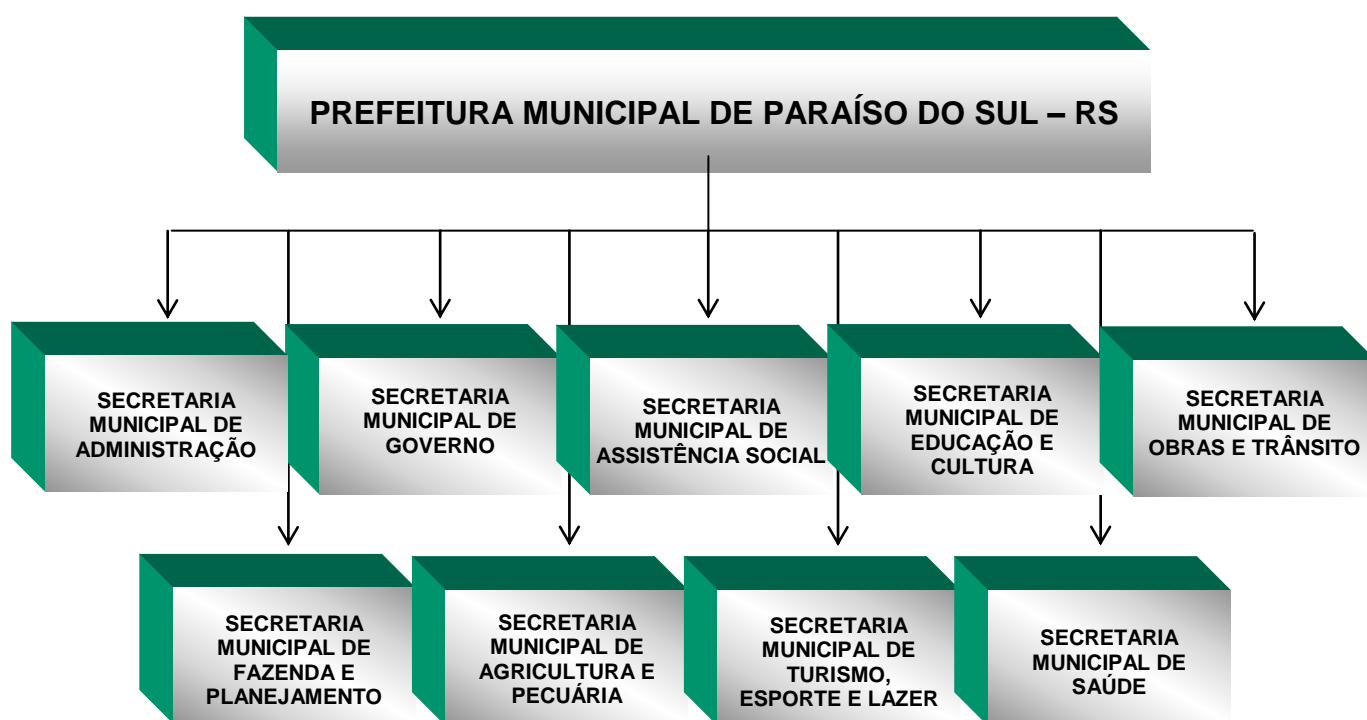 PREFEITURA MUNICIPAL DE PARAÍSO DO SUL – RS
SECRETARIA
MUNICIPAL DE
ADMINISTRAÇÃO
SECRETARIA
MUNICIPAL DE
GOVERNO
SECRETARIA
MUNICIPAL DE
ASSISTÊNCIA SOCIAL
SECRETARIA
MUNICIPAL DE
EDUCAÇÃO E
CULTURA
SECRETARIA
MUNICIPAL DE
OBRAS E TRÂNSITO
SECRETARIA
MUNICIPAL DE
FAZENDA E
PLANEJAMENTO
SECRETARIA
MUNICIPAL DE
AGRICULTURA E
PECUÁRIA
SECRETARIA
MUNICIPAL DE
TURISMO,
ESPORTE E LAZER
SECRETARIA
MUNICIPAL DE
SAÚDE